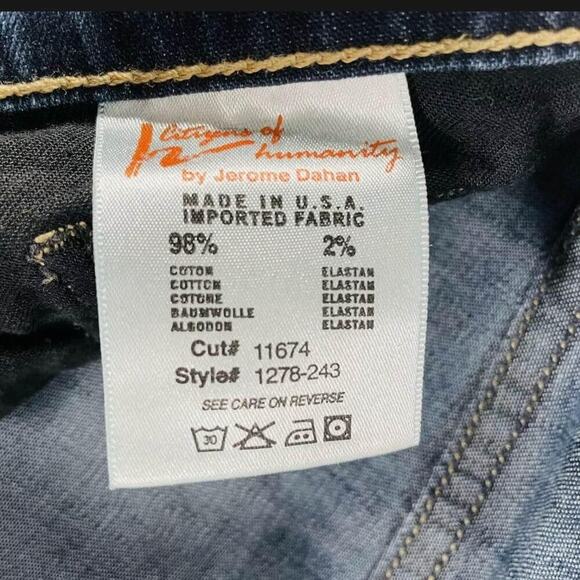 Citizens of
humanity
by Jerome Dahan
MADE IN U.S.A.
IMPORTED FABRIC
98% 2%
COTON ELASTAN
COTTON ELASTAN
COTONE ELASTAN
BAUMWOLLE ELASTAN
ALGODON ELASTAN
Cut# 11674
Style# 1278-243
SEE CARE ON REVERSE
30